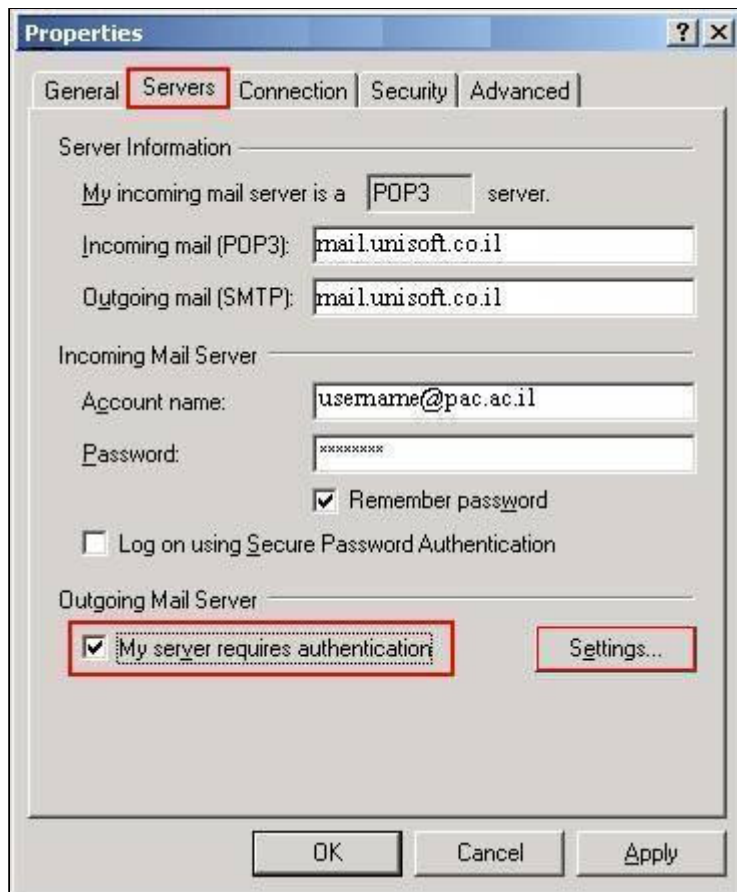 Properties
General Servers Connection Security Advanced
Server Information
My incoming mail server is a POP3 server.
Incoming mail (POP3): mail.unisoft.co.il
Outgoing mail (SMTP): mail.unisoft.co.il
Incoming Mail Server
Account name: username@pac.ac.il
Password: ********
Remember password
Log on using Secure Password Authentication
Outgoing Mail Server
My server requires authentication Settings...
OK Cancel Apply